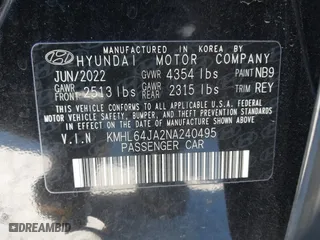 MANUFACTURED IN KOREA BY
HYUNDAI MOTOR COMPANY
JUN/2022 GVWR 4354 lbs PAINT NB9
GAWR FRONT 2513 lbs GAWR REAR 2315 lbs TRIM REY
THIS VEHICLE CONFORMS TO ALL APPLICABLE FEDERAL
MOTOR VEHICLE SAFETY, BUMPER, AND THEFT
PREVENTION STANDARDS IN EFFECT ON THE DATE OF
MANUFACTURE SHOWN ABOVE.
V.I.N KMHL64JA2NA240495
PASSENGER CAR